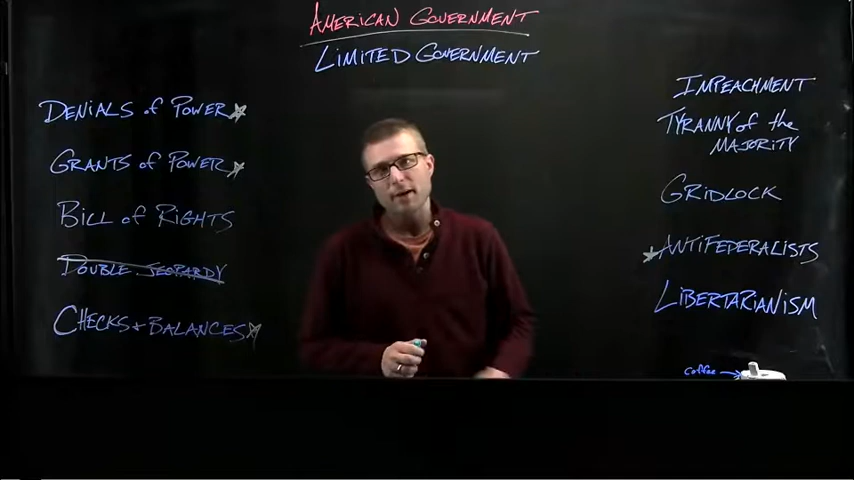 AMERICAN GOVERNMENT
LIMITED GOVERNMENT
DENIALS of POWER
GRANTS of POWER
BILL of RIGHTS
DOUBLE JEOPARDY
CHECKS + BALANCES
IMPEACHMENT
TYRANNY of the
MAJORITY
GRIDLOCK
ANTIFEDERALISTS
LIBERTARIANISM
coffee